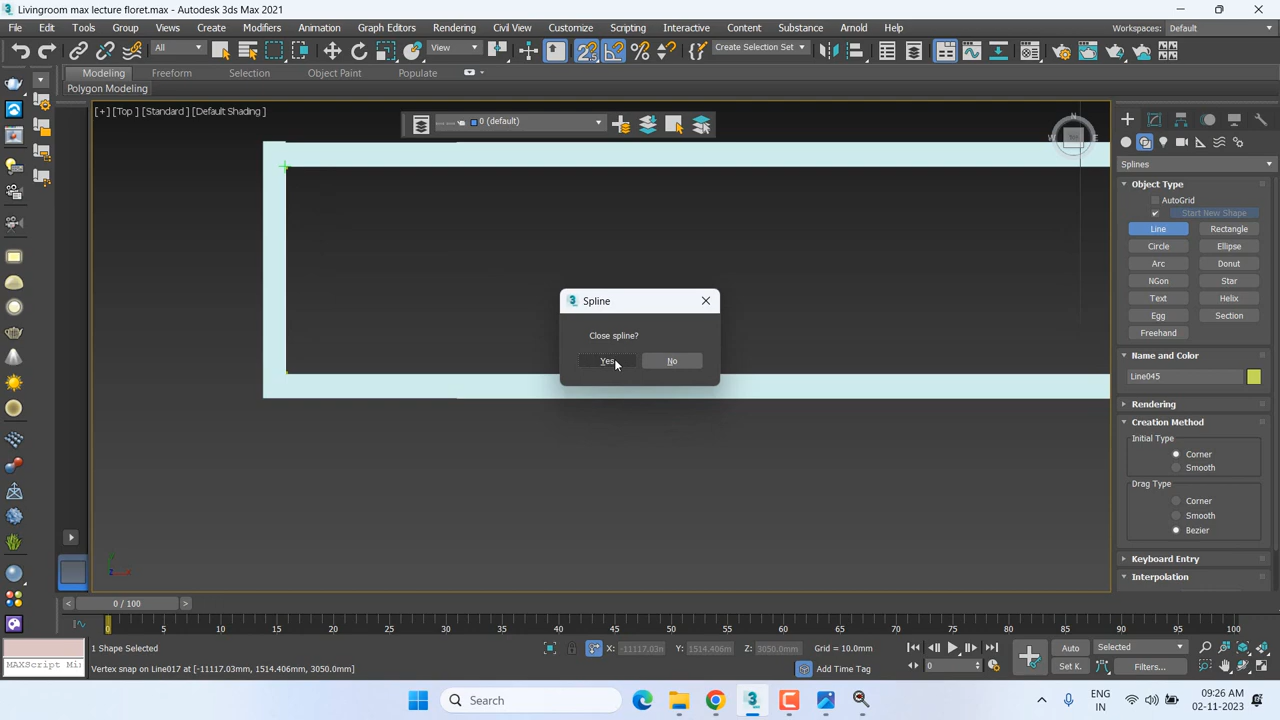 Livingroom max lecture floret.max - Autodesk 3ds Max 2021
File Edit Tools Group Views Create Modifiers Animation Graph Editors Rendering Civil View Customize Scripting Interactive Content Substance Arnold Help
Workspaces: Default
All
View
Create Selection Set
Modeling Freeform Selection Object Paint Populate
Polygon Modeling
[+] [Top ] [Standard ] [Default Shading ]
0 (default)
N
W E
Splines
Object Type
AutoGrid
Start New Shape
Line Rectangle
Circle Ellipse
Arc Donut
NGon Star
Text Helix
Egg Section
Freehand
Spline
Close spline?
Yes No
Name and Color
Line045
Rendering
Creation Method
Initial Type
Corner
Smooth
Drag Type
Corner
Smooth
Bezier
Keyboard Entry
Interpolation
0 / 100
0 5 10 15 20 25 30 35 40 45 50 55 60 65 70 75 80 85 90 95 100
1 Shape Selected
X: -11117.03m Y: 1514.406m Z: 3050.0mm Grid = 10.0mm
Auto Selected
MAXScript Mi
Vertex snap on Line017 at [-11117.03mm, 1514.406mm, 3050.0mm]
Add Time Tag
0
Set K. Filters...
Search
ENG
IN
09:26 AM
02-11-2023